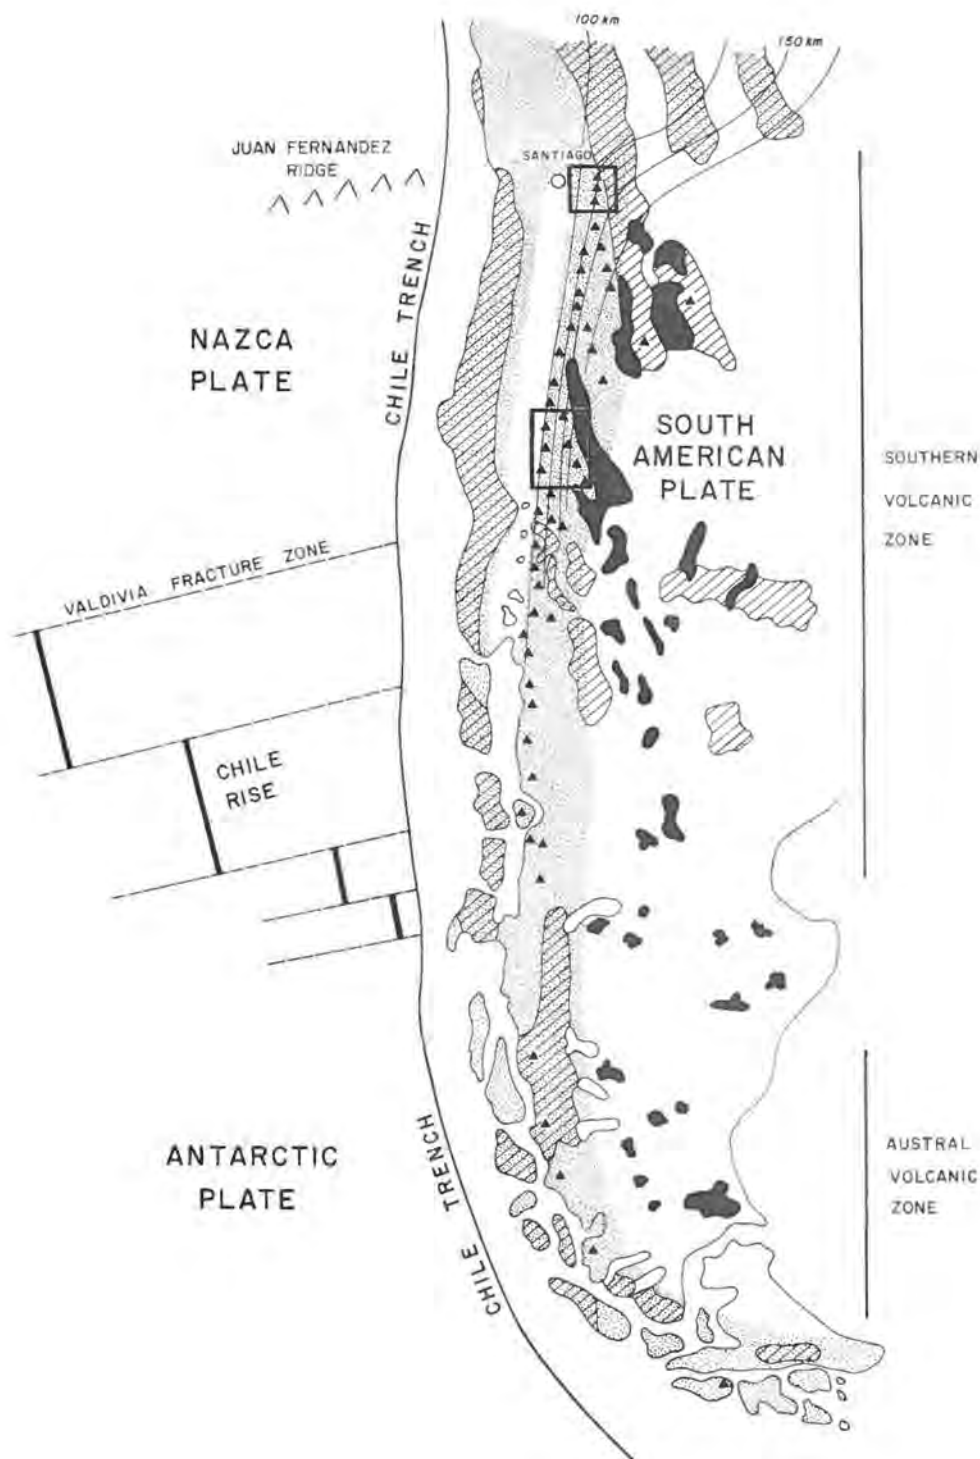 100 km
150 km
JUAN FERNANDEZ
RIDGE
SANTIAGO
CHILE TRENCH
NAZCA
PLATE
SOUTH
AMERICAN
PLATE
SOUTHERN
VOLCANIC
ZONE
VALDIVIA FRACTURE ZONE
CHILE
RISE
ANTARCTIC
PLATE
CHILE TRENCH
AUSTRAL
VOLCANIC
ZONE